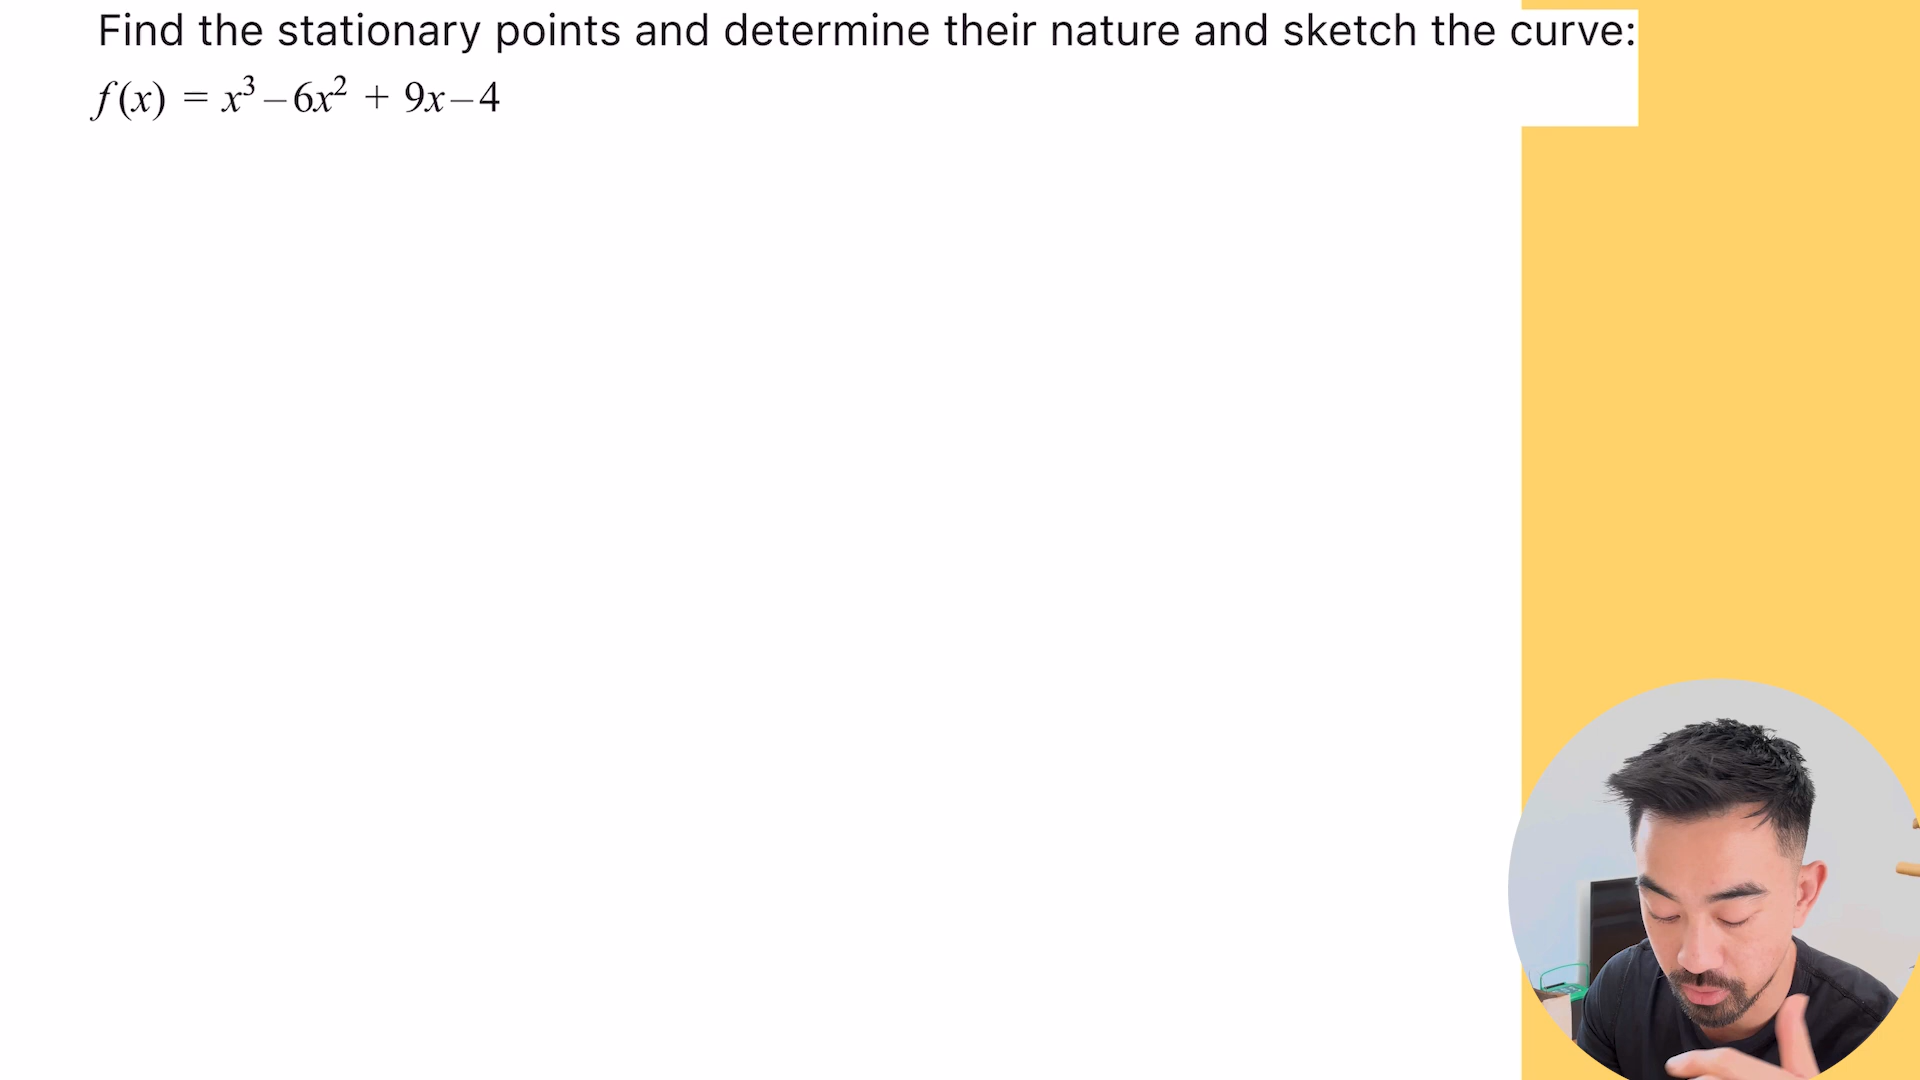 Find the stationary points and determine their nature and sketch the curve:
f(x) = x³ – 6x² + 9x – 4